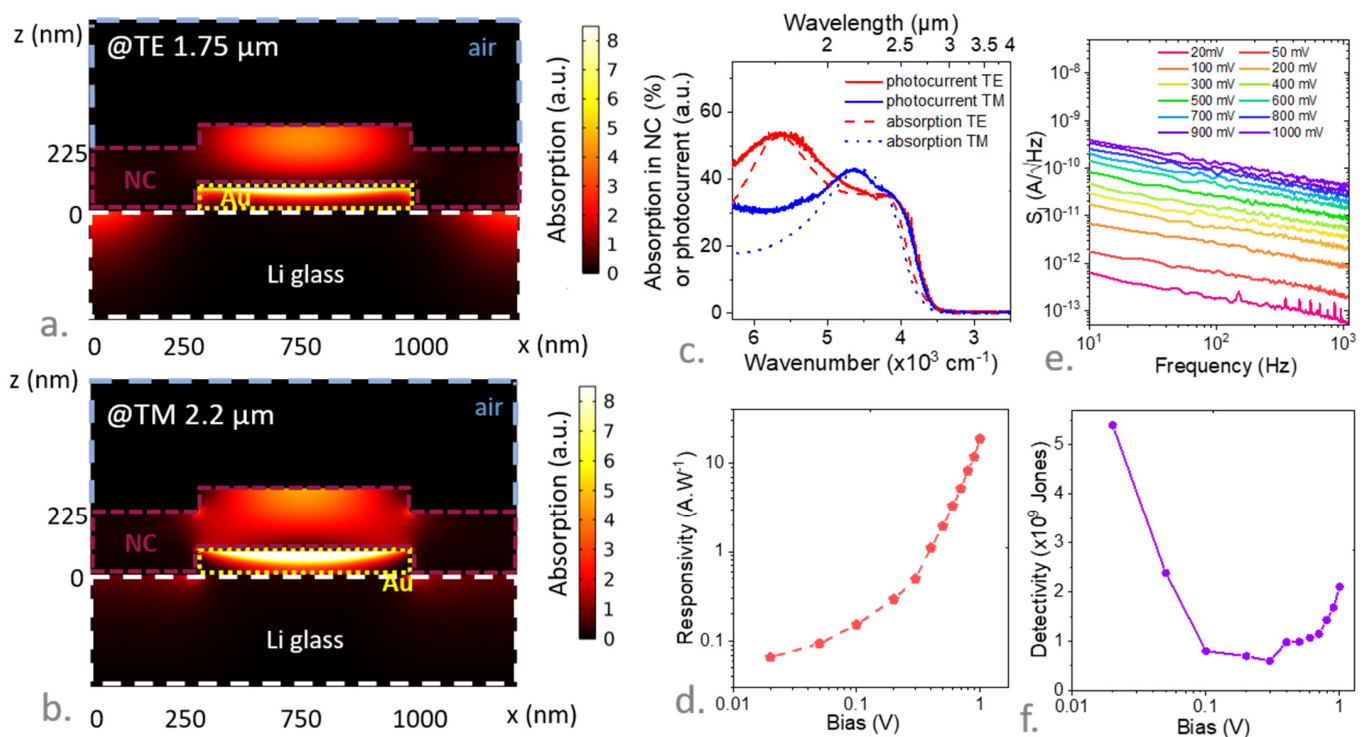 z (nm)
@TE 1.75 µm
air
225
NC
Au
0
Li glass
a.
0 250 750 1000 x (nm)
Absorption (a.u.)
8
7
6
5
4
3
2
1
0
z (nm)
@TM 2.2 µm
air
225
NC
0
Au
Li glass
b.
0 250 750 1000 x (nm)
Absorption (a.u.)
8
7
6
5
4
3
2
1
0
Wavelength (µm)
2 2.5 3 3.5 4
photocurrent TE
photocurrent TM
absorption TE
absorption TM
Absorption in NC (%)
or photocurrent (a.u.)
60
40
20
0
6 5 4 3
c. Wavenumber (x10³ cm⁻¹)
Responsivity (A.W⁻¹)
10
1
0.1
0.01 0.1 1
d. Bias (V)
20mV 50 mV
100 mV 200 mV
300 mV 400 mV
500 mV 600 mV
700 mV 800 mV
900 mV 1000 mV
S_I (A/√Hz)
10⁻⁸
10⁻⁹
10⁻¹⁰
10⁻¹¹
10⁻¹²
10⁻¹³
10¹ 10² 10³
e. Frequency (Hz)
Detectivity (x10⁹ Jones)
5
4
3
2
1
0
0.01 0.1 1
Bias (V) f.